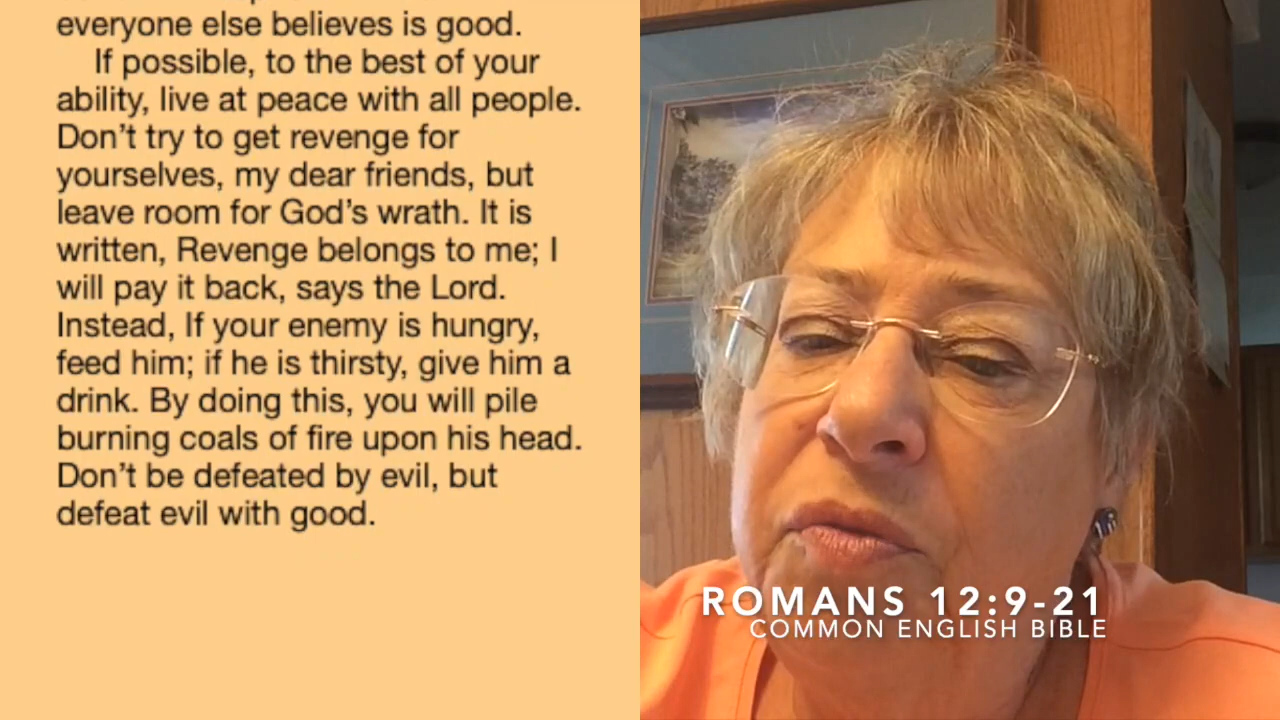 everyone else believes is good.
If possible, to the best of your
ability, live at peace with all people.
Don't try to get revenge for
yourselves, my dear friends, but
leave room for God's wrath. It is
written, Revenge belongs to me; I
will pay it back, says the Lord.
Instead, If your enemy is hungry,
feed him; if he is thirsty, give him a
drink. By doing this, you will pile
burning coals of fire upon his head.
Don't be defeated by evil, but
defeat evil with good.
ROMANS 12:9-21
COMMON ENGLISH BIBLE